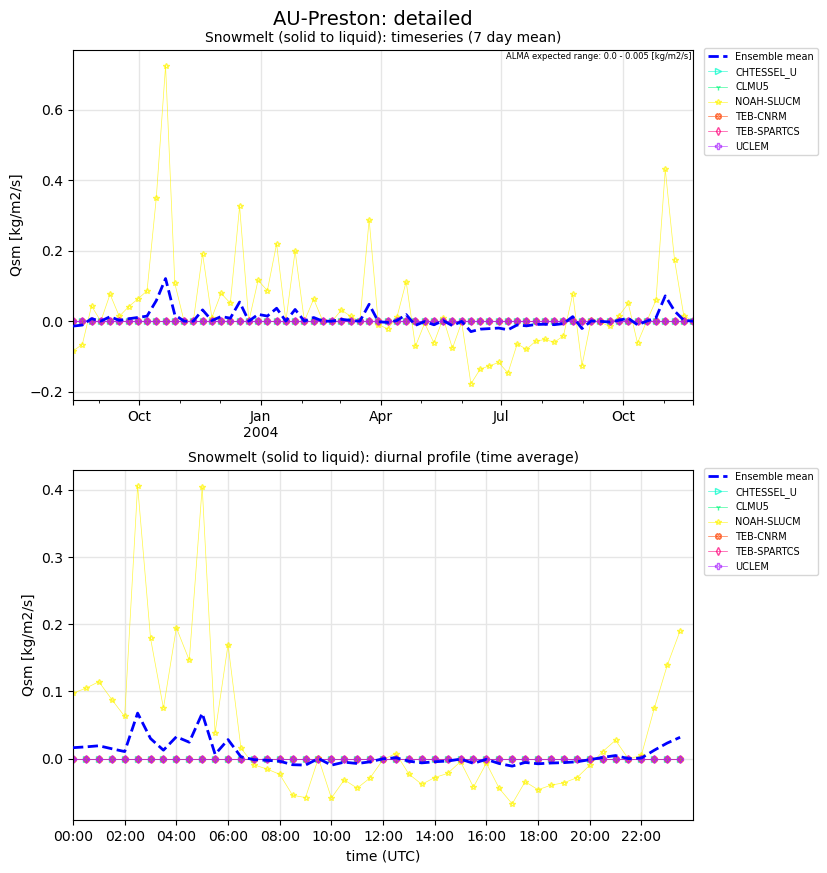 AU-Preston: detailed
Snowmelt (solid to liquid): timeseries (7 day mean)
ALMA expected range: 0.0 - 0.005 [kg/m2/s]
Qsm [kg/m2/s]
0.6
0.4
0.2
0.0
−0.2
Oct
Jan
2004
Apr
Jul
Oct
Ensemble mean
CHTESSEL_U
CLMU5
NOAH-SLUCM
TEB-CNRM
TEB-SPARTCS
UCLEM
Snowmelt (solid to liquid): diurnal profile (time average)
Qsm [kg/m2/s]
0.4
0.3
0.2
0.1
0.0
00:00
02:00
04:00
06:00
08:00
10:00
12:00
14:00
16:00
18:00
20:00
22:00
time (UTC)
Ensemble mean
CHTESSEL_U
CLMU5
NOAH-SLUCM
TEB-CNRM
TEB-SPARTCS
UCLEM